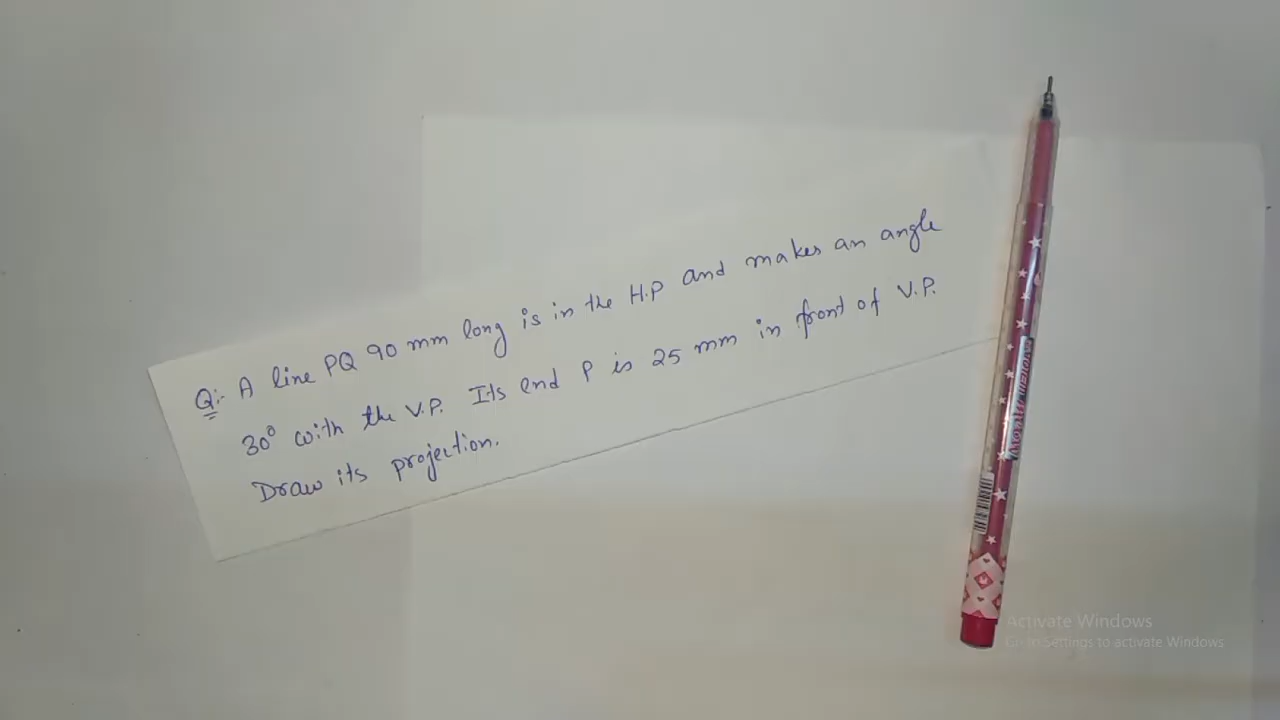 Q:- A line PQ 90 mm long is in the H.P and makes an angle
30° with the V.P. Its end P is 25 mm in front of V.P.
Draw its projection.
Activate Windows
Go to Settings to activate Windows